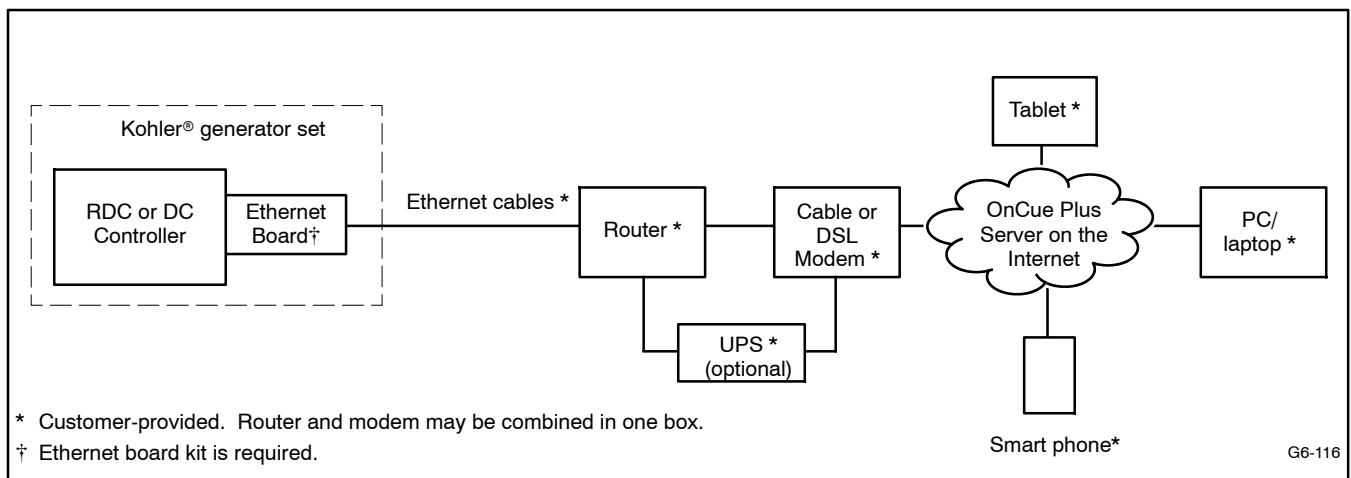 Kohler® generator set
RDC or DC
Controller
Ethernet
Board†
Ethernet cables *
Router *
Cable or
DSL
Modem *
UPS *
(optional)
Tablet *
OnCue Plus
Server on the
Internet
PC/
laptop *
Smart phone*
* Customer-provided. Router and modem may be combined in one box.
† Ethernet board kit is required.
G6-116